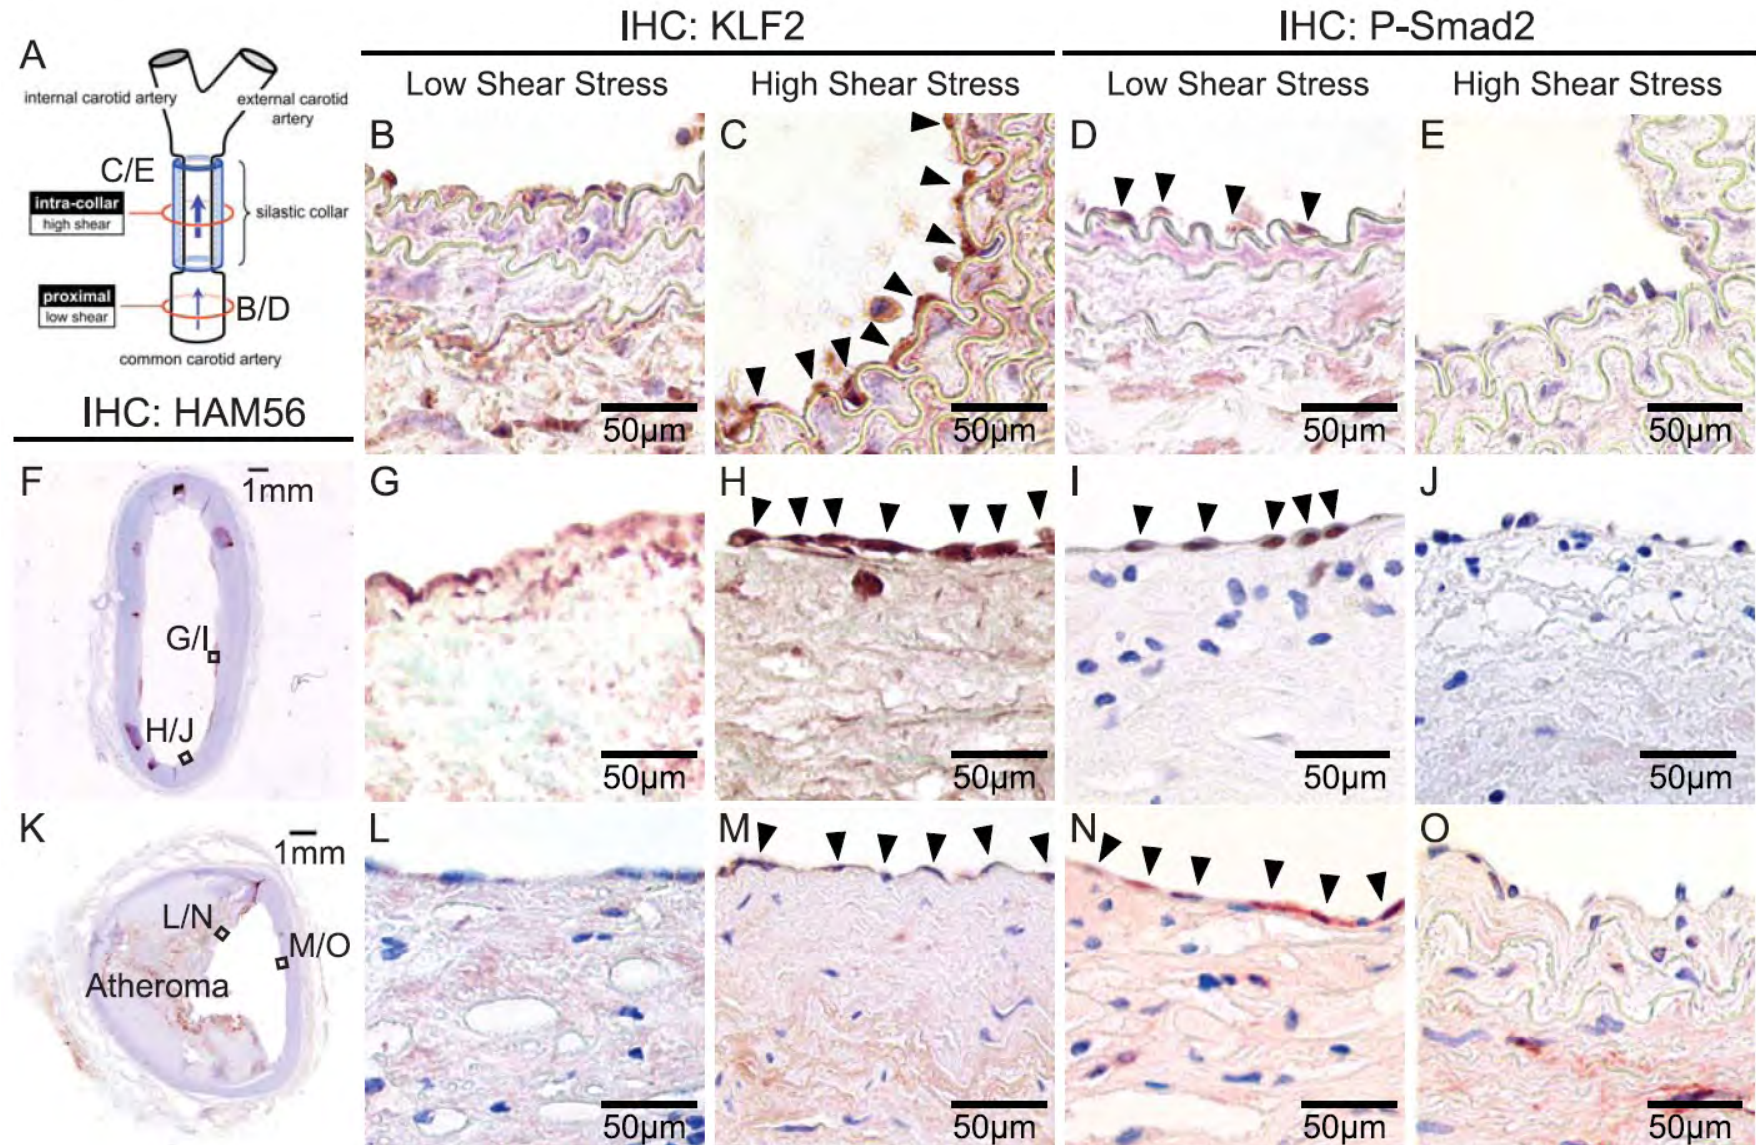 IHC: KLF2
IHC: P-Smad2
Low Shear Stress
High Shear Stress
Low Shear Stress
High Shear Stress
A
internal carotid artery
external carotid
artery
C/E
intra-collar
high shear
silastic collar
proximal
low shear
B/D
common carotid artery
B
50µm
C
50µm
D
50µm
E
50µm
IHC: HAM56
F
1mm
G/I
H/J
G
50µm
H
50µm
I
50µm
J
50µm
K
1mm
L/N
M/O
Atheroma
L
50µm
M
50µm
N
50µm
O
50µm